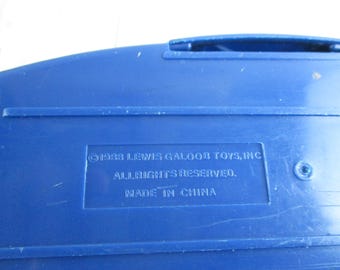 ©1988 LEWIS GALOOB TOYS, INC
ALL RIGHTS RESERVED.
MADE IN CHINA